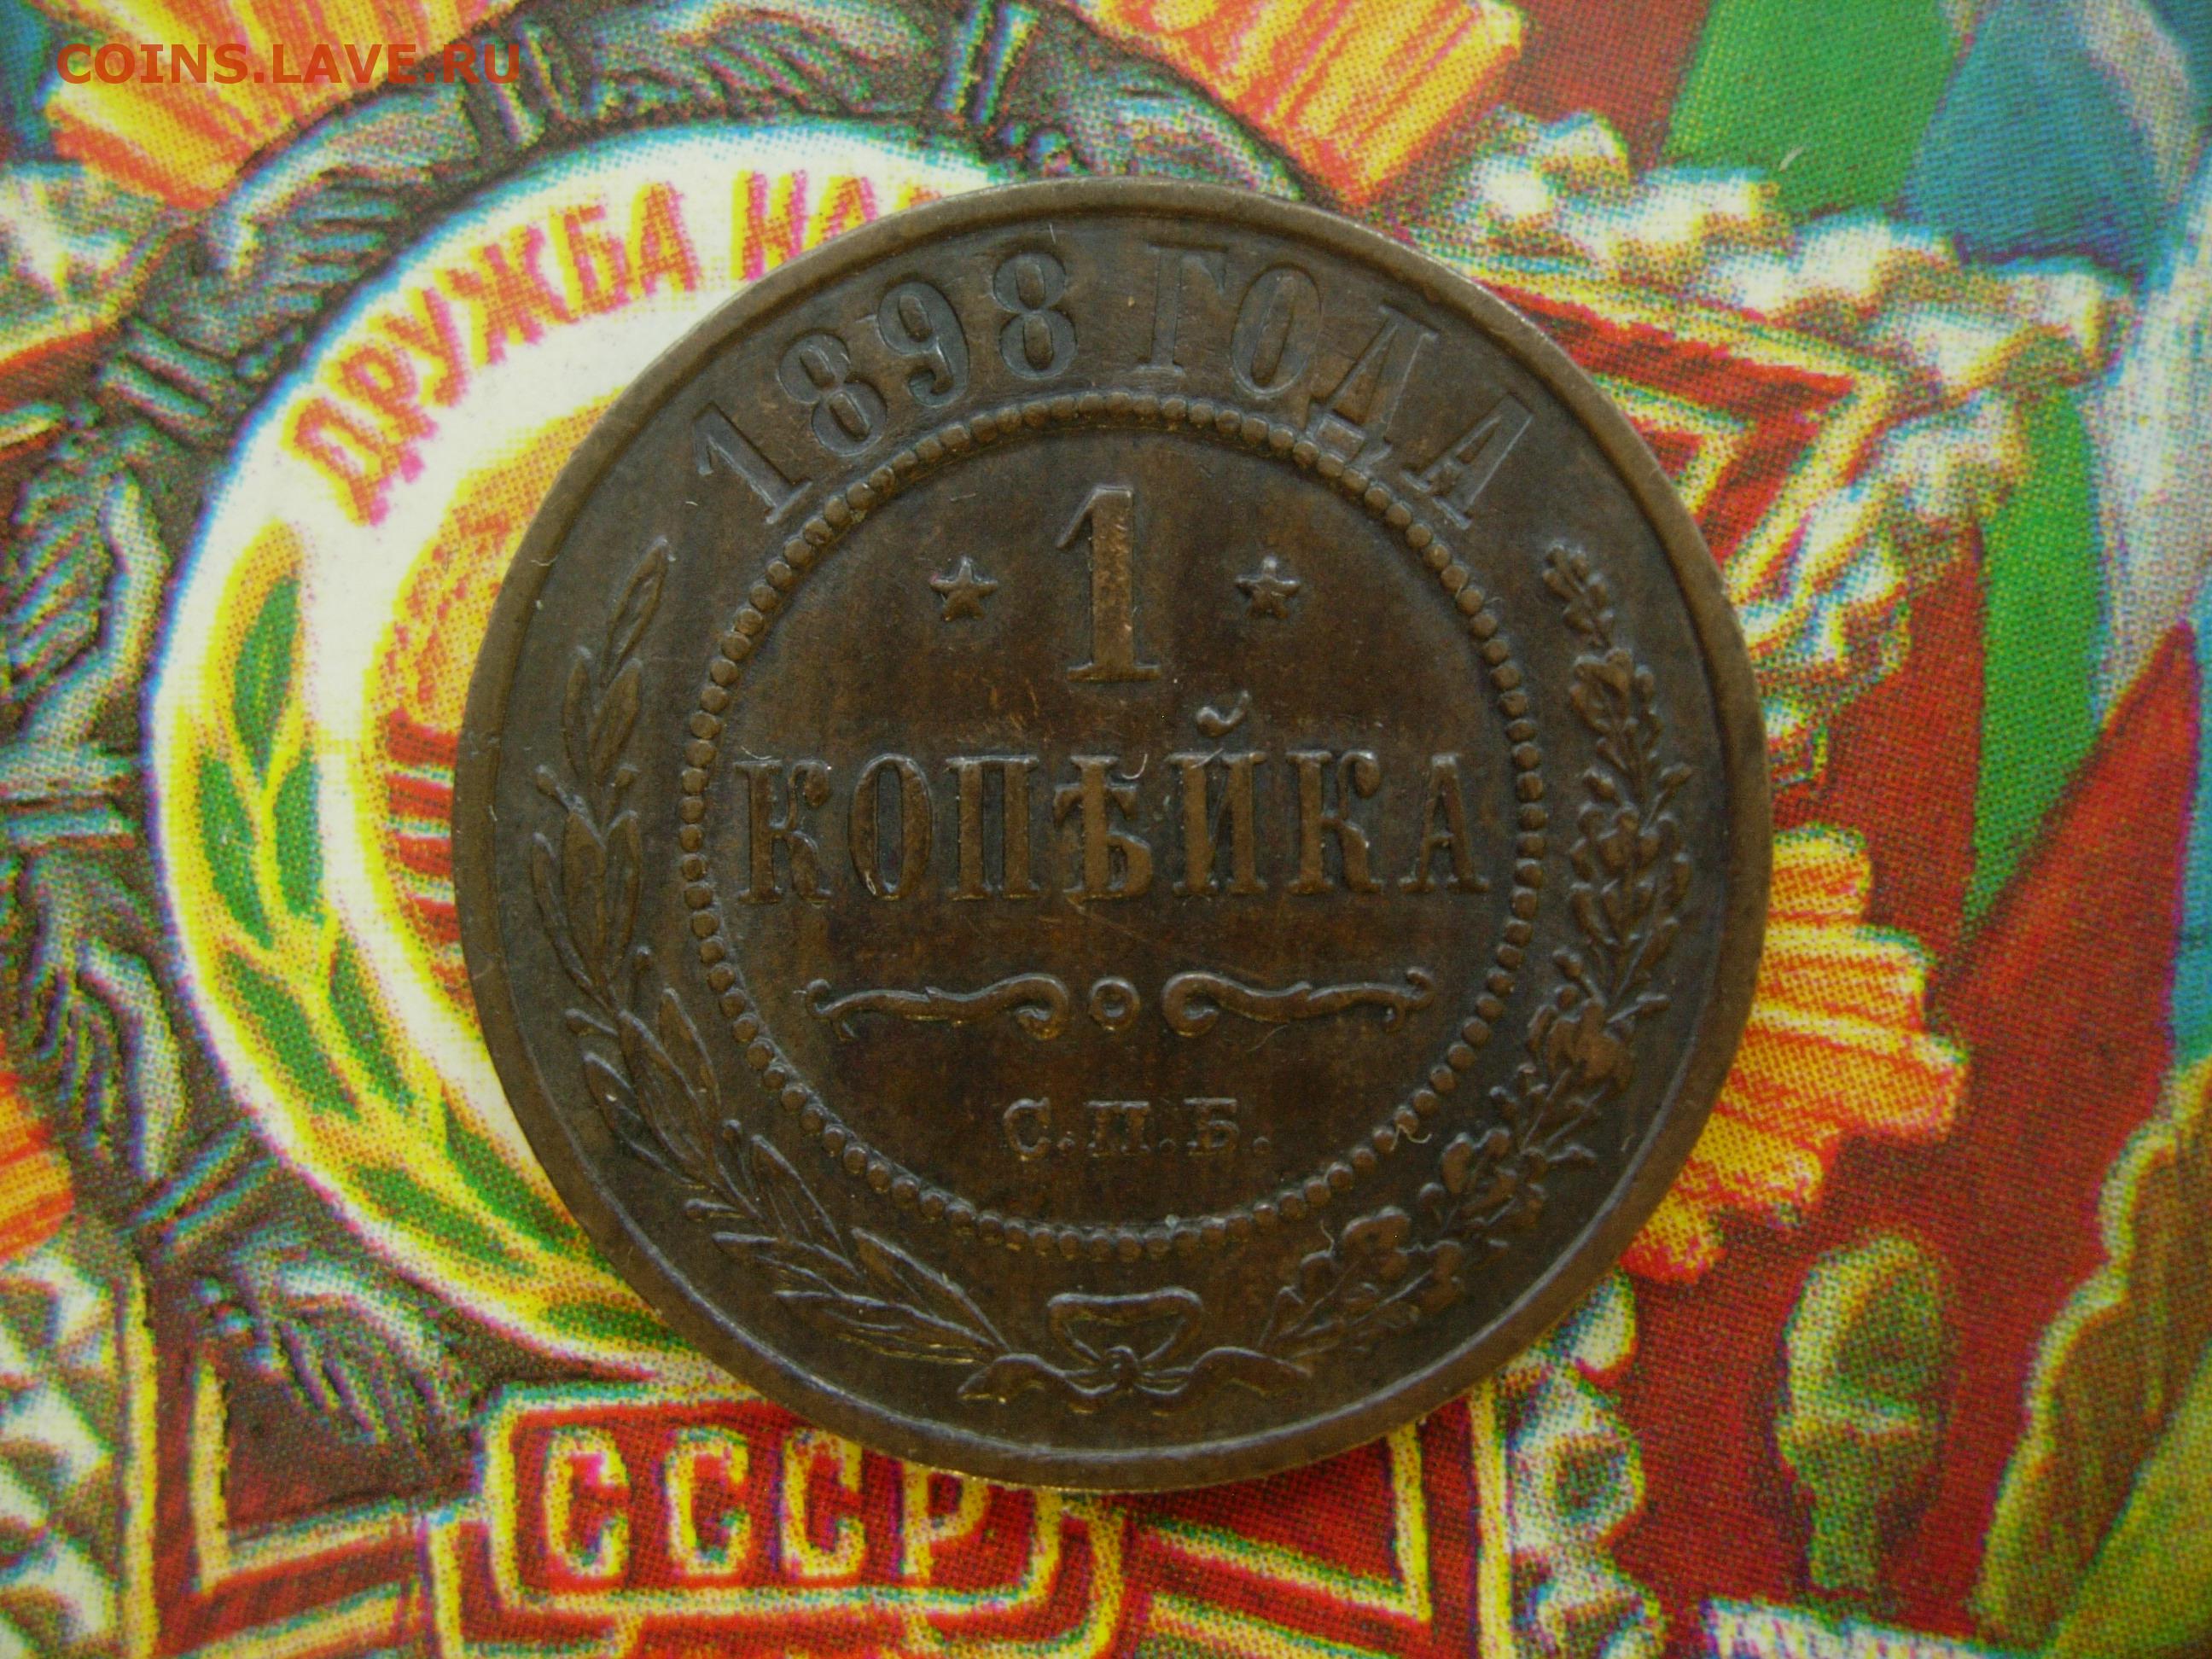 COINS.LAVE.RU
ДРУЖБА НА
1898 ГОДА
1
КОПѢЙКА
С.П.Б.
СССР